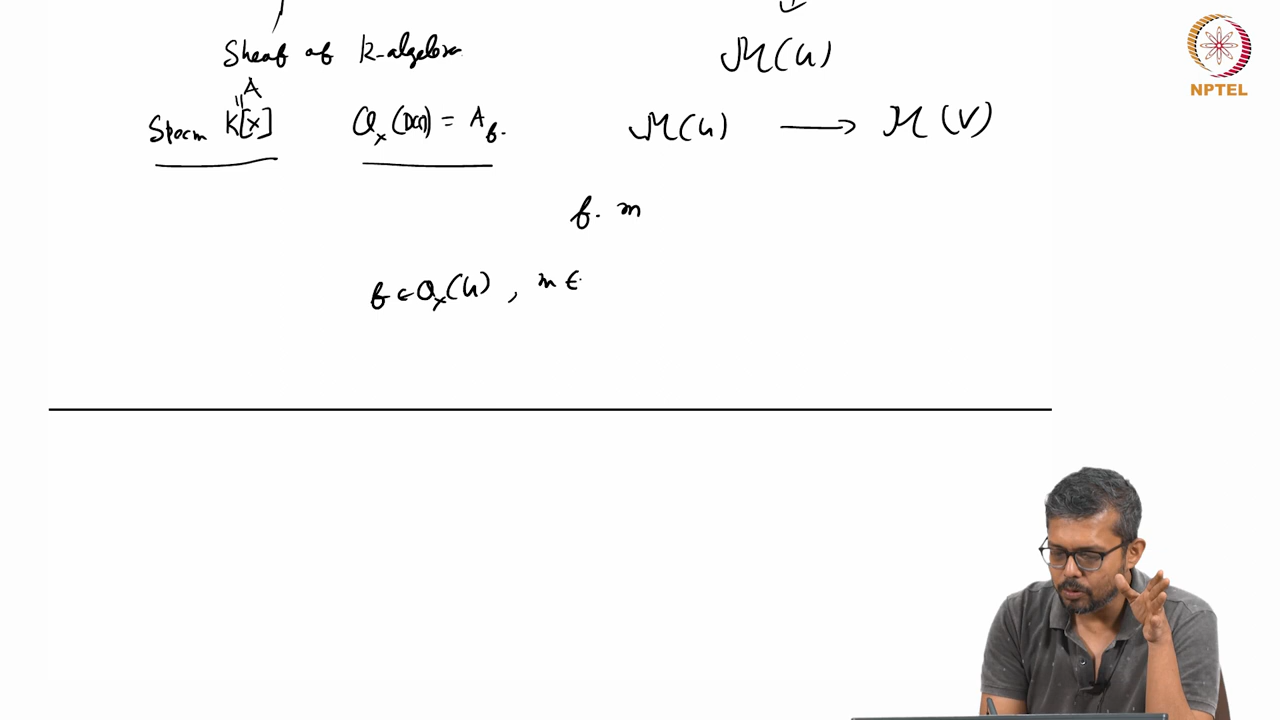 Sheaf of k-algebra
M(U)
A
||
Specm K[X] O_X(D(f)) = A_f.
M(U) ⟶ M(V)
f. m
f ∈ O_X(U), m ∈
NPTEL